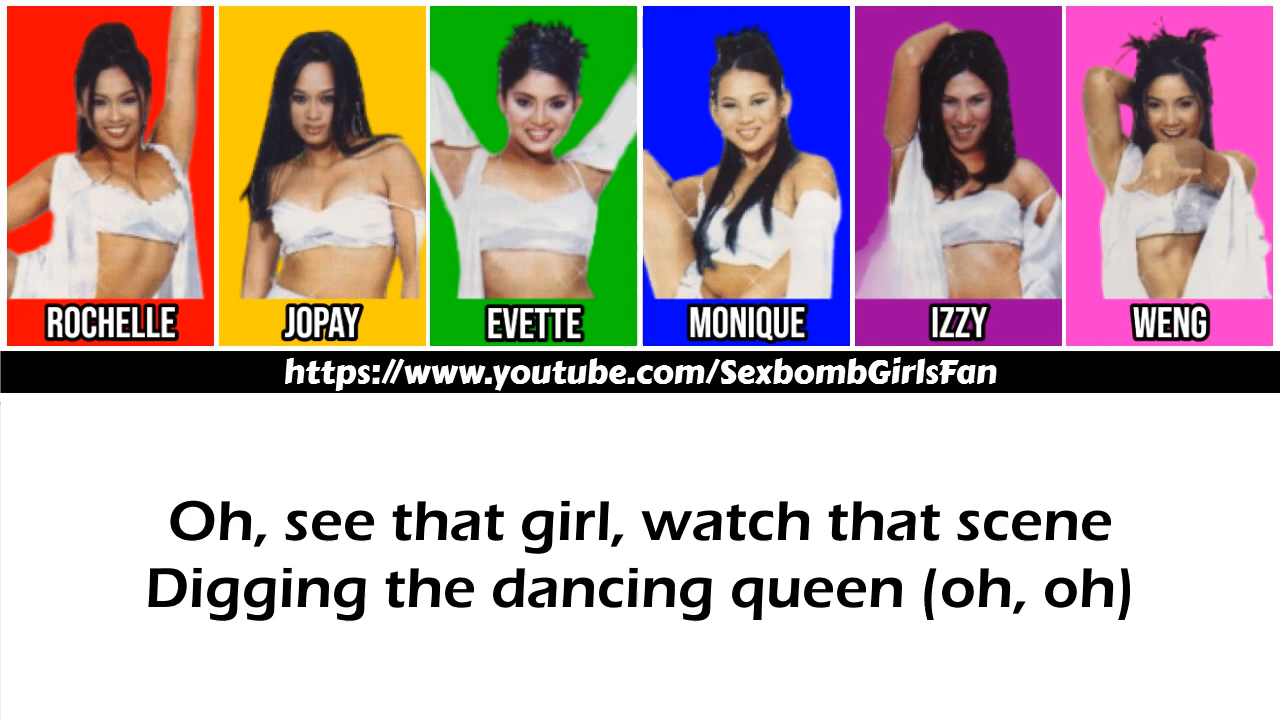 ROCHELLE JOPAY EVETTE MONIQUE IZZY WENG
https://www.youtube.com/SexbombGirlsFan
Oh, see that girl, watch that scene
Digging the dancing queen (oh, oh)